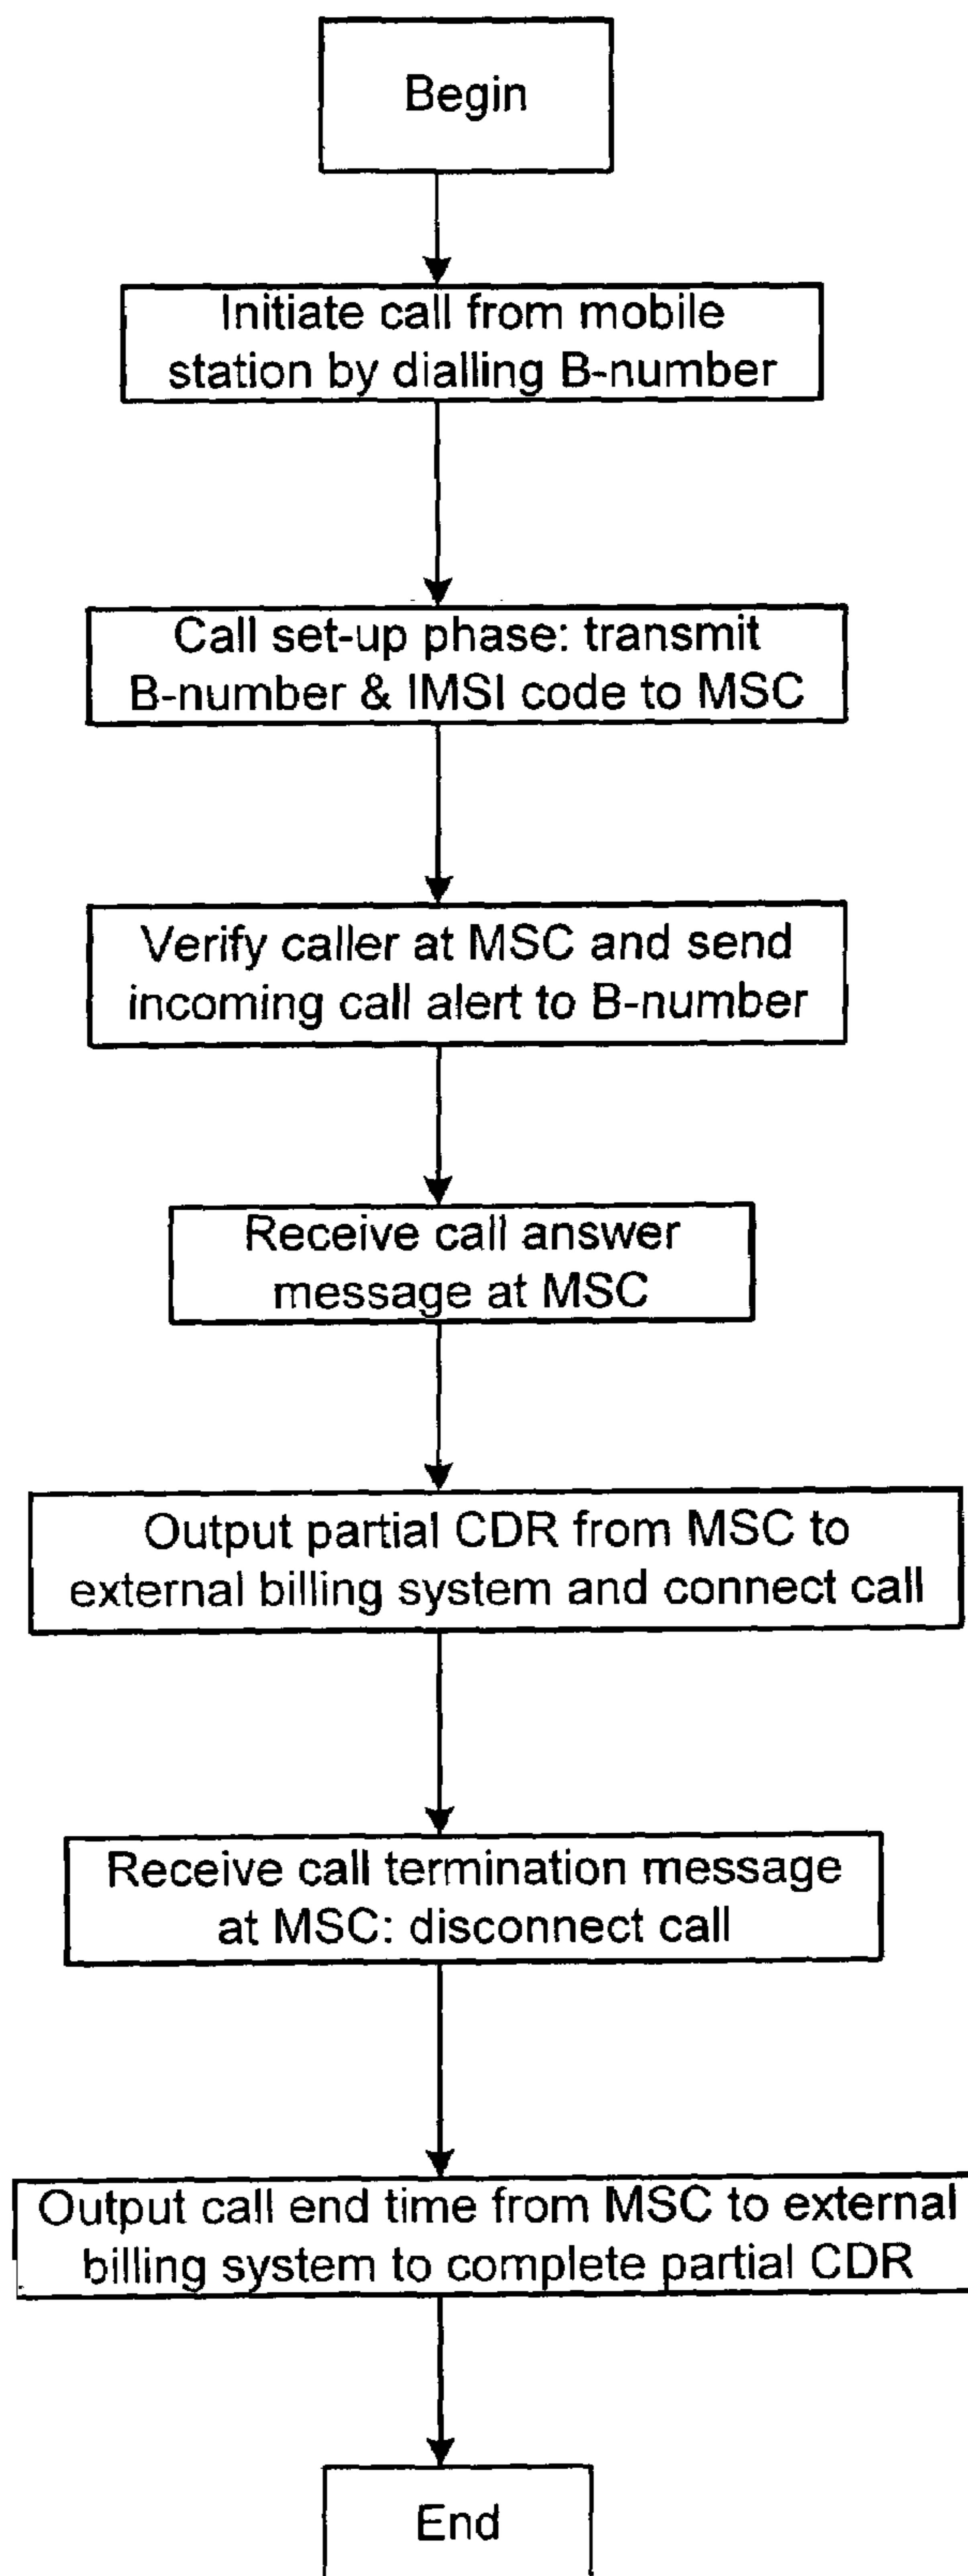 Begin
Initiate call from mobile
station by dialling B-number
Call set-up phase: transmit
B-number & IMSI code to MSC
Verify caller at MSC and send
incoming call alert to B-number
Receive call answer
message at MSC
Output partial CDR from MSC to
external billing system and connect call
Receive call termination message
at MSC: disconnect call
Output call end time from MSC to external
billing system to complete partial CDR
End